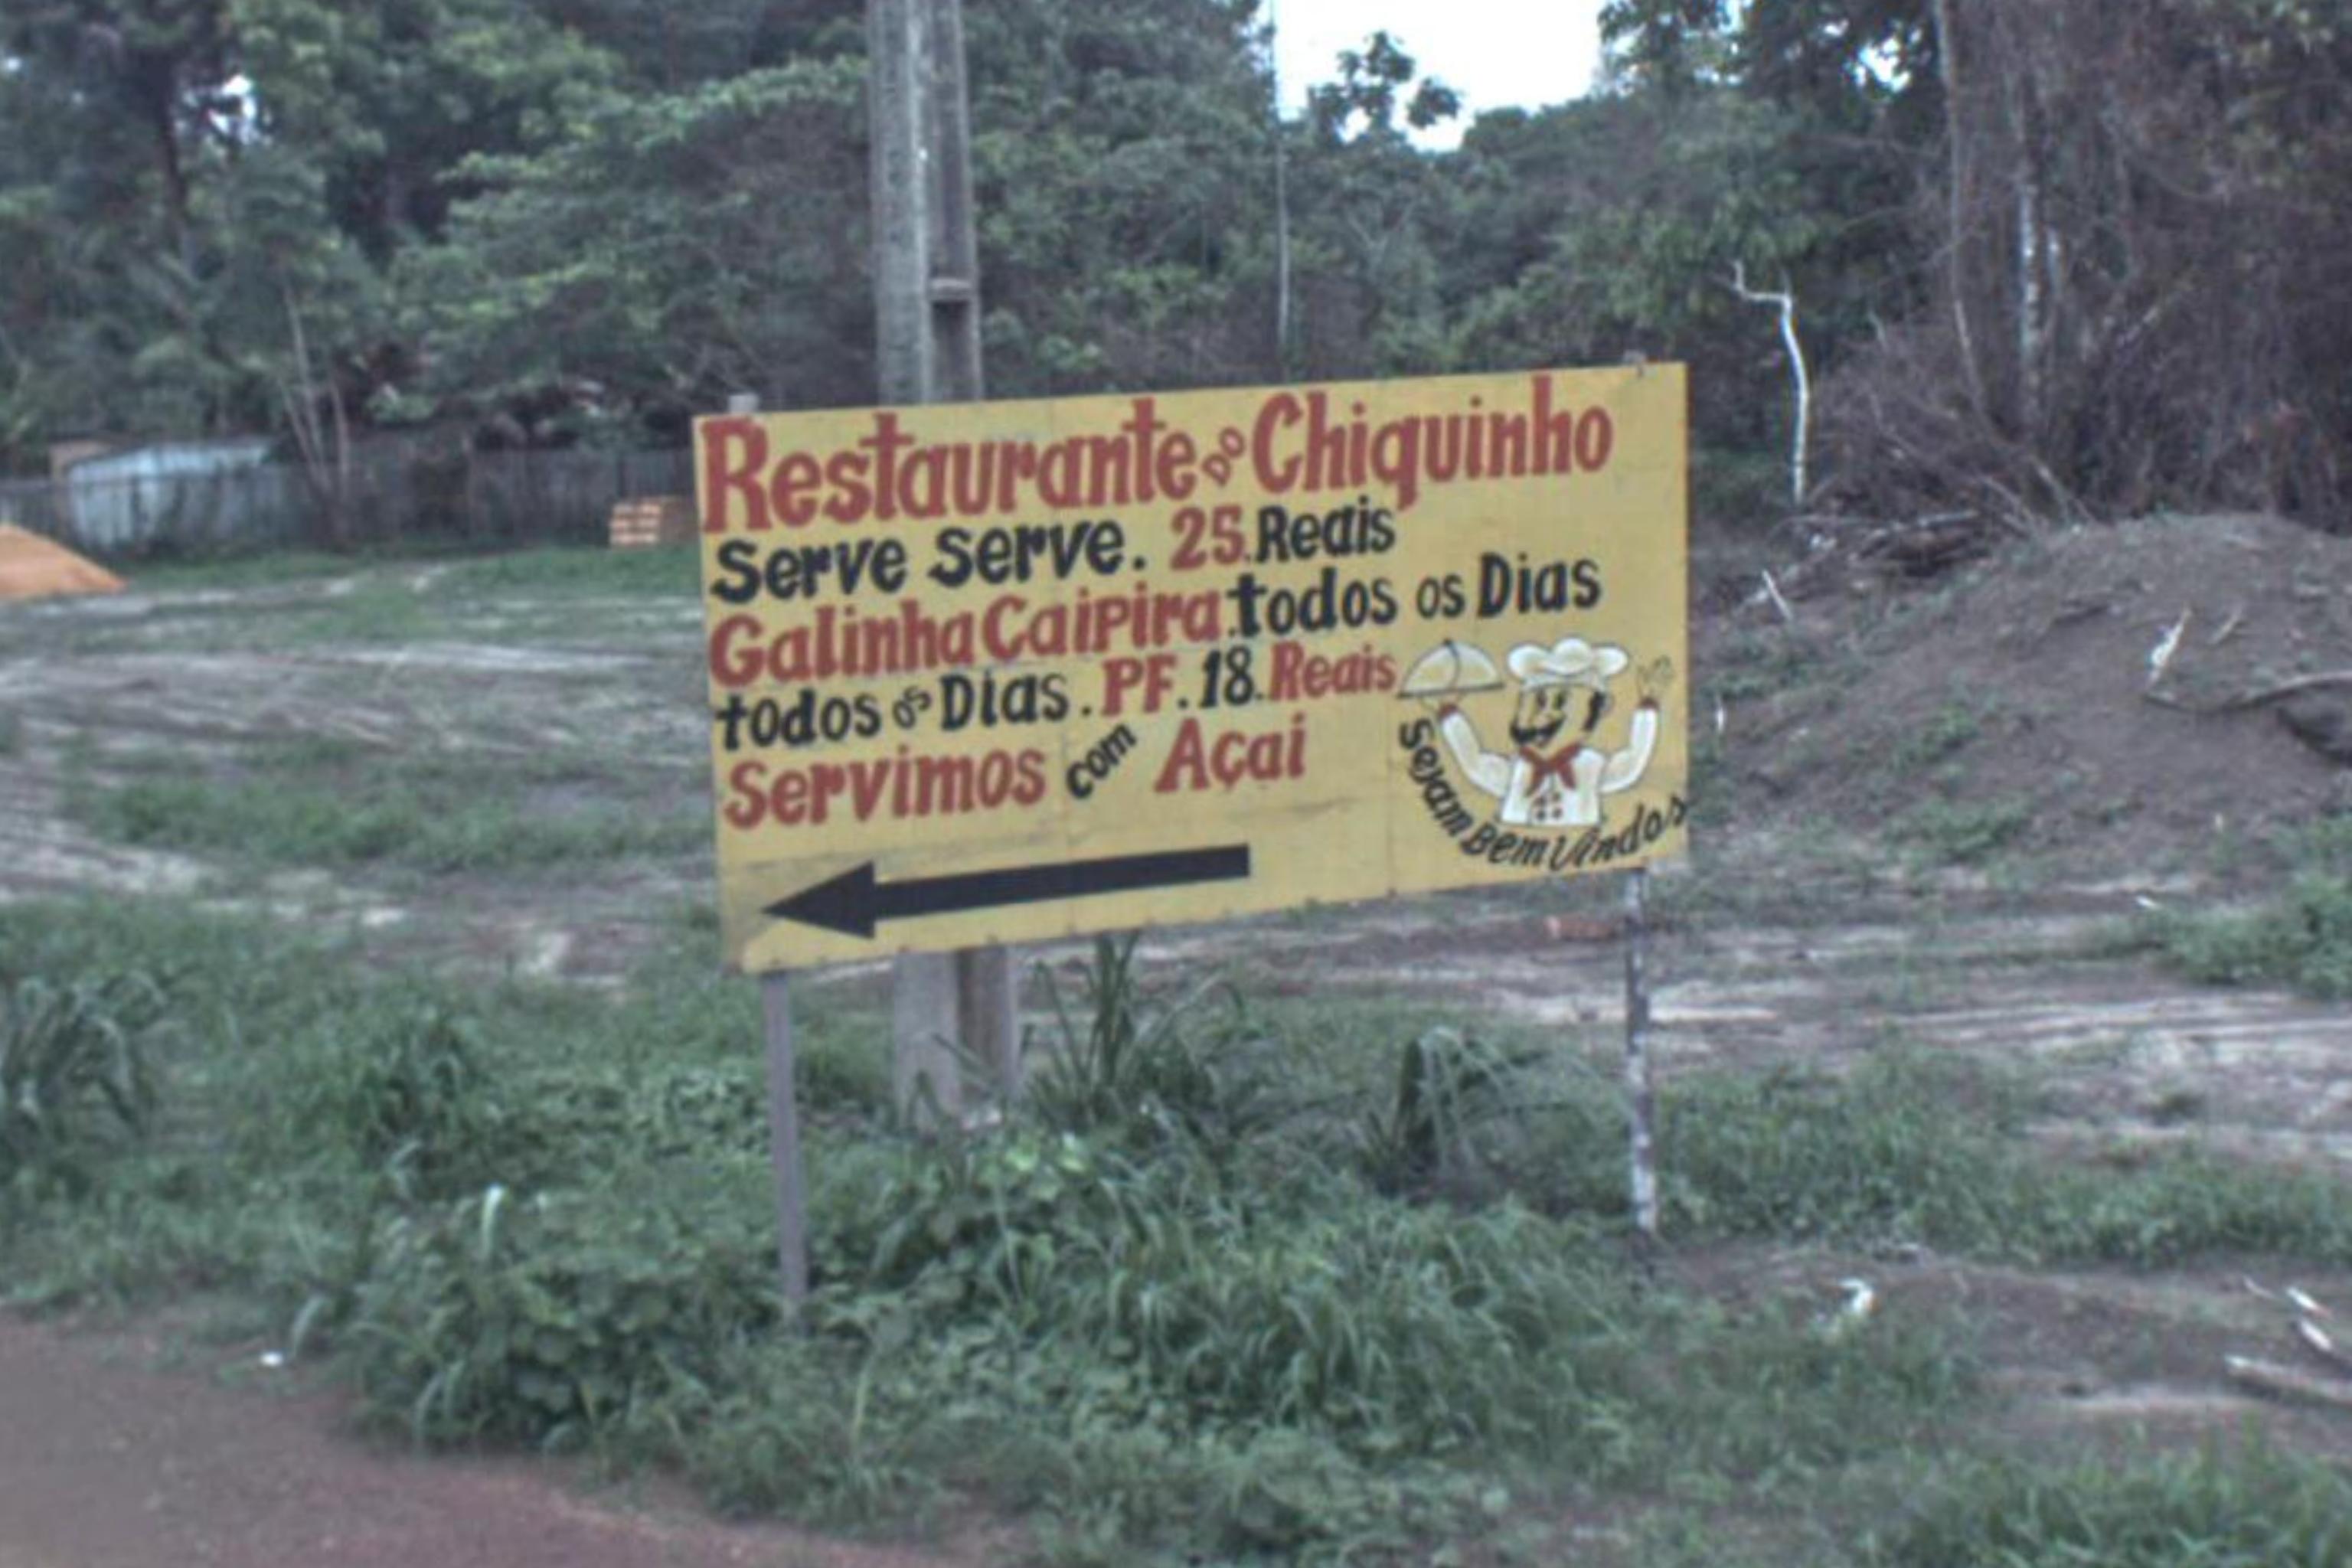 Restaurante DO Chiquinho
Serve serve. 25. Reais
Galinha Caipira. todos os Dias
todos os Dias. PF. 18. Reais
Servimos com Açai
Sejam Bem Vindos